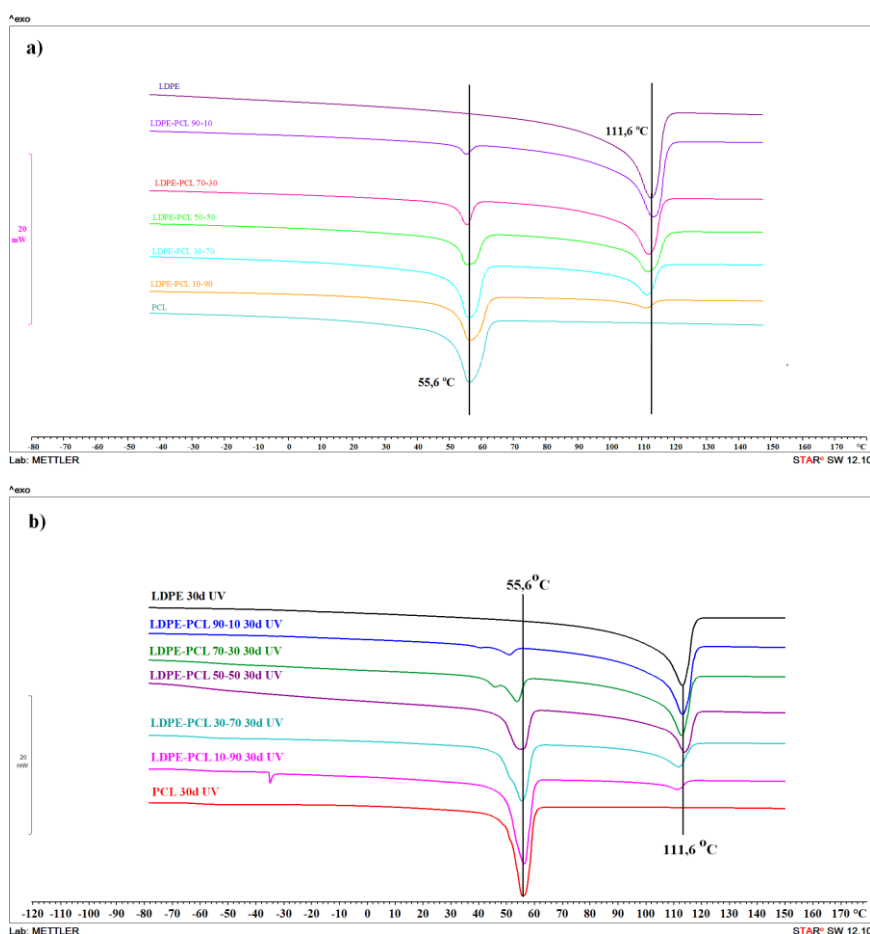 ^exo
a)
LDPE
LDPE-PCL 90-10
111,6 °C
LDPE-PCL 70-30
LDPE-PCL 50-50
20
mW
LDPE-PCL 30-70
LDPE-PCL 10-90
PCL
55,6 °C
-80 -70 -60 -50 -40 -30 -20 -10 0 10 20 30 40 50 60 70 80 90 100 110 120 130 140 150 160 170 °C
Lab: METTLER STARe SW 12.10
^exo
b)
55,6 °C
LDPE 30d UV
LDPE-PCL 90-10 30d UV
LDPE-PCL 70-30 30d UV
LDPE-PCL 50-50 30d UV
LDPE-PCL 30-70 30d UV
20
mW
LDPE-PCL 10-90 30d UV
PCL 30d UV
111,6 °C
-120 -100 -90 -80 -70 -60 -50 -40 -30 -20 -10 0 10 20 30 40 50 60 70 80 90 100 110 120 130 140 150 160 170 °C
Lab: METTLER STARe SW 12.10